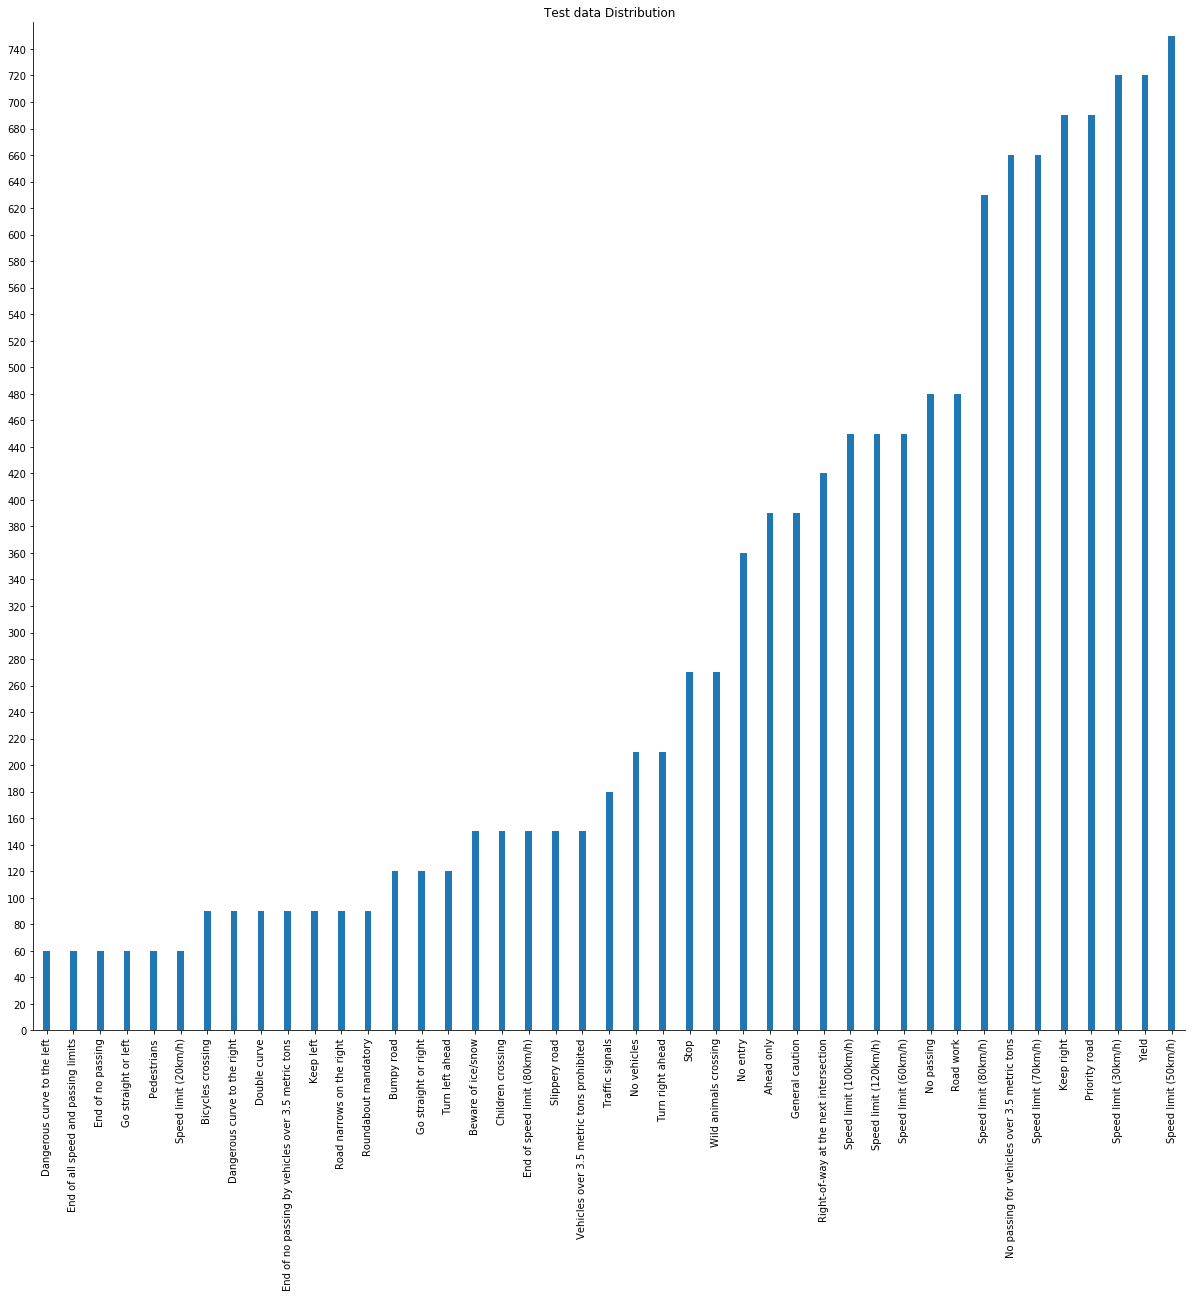 Test data Distribution
740
720
700
680
660
640
620
600
580
560
540
520
500
480
460
440
420
400
380
360
340
320
300
280
260
240
220
200
180
160
140
120
100
80
60
40
20
0
Dangerous curve to the left
End of all speed and passing limits
End of no passing
Go straight or left
Pedestrians
Speed limit (20km/h)
Bicycles crossing
Dangerous curve to the right
Double curve
End of no passing by vehicles over 3.5 metric tons
Keep left
Road narrows on the right
Roundabout mandatory
Bumpy road
Go straight or right
Turn left ahead
Beware of ice/snow
Children crossing
End of speed limit (80km/h)
Slippery road
Vehicles over 3.5 metric tons prohibited
Traffic signals
No vehicles
Turn right ahead
Stop
Wild animals crossing
No entry
Ahead only
General caution
Right-of-way at the next intersection
Speed limit (100km/h)
Speed limit (120km/h)
Speed limit (60km/h)
No passing
Road work
Speed limit (80km/h)
No passing for vehicles over 3.5 metric tons
Speed limit (70km/h)
Keep right
Priority road
Speed limit (30km/h)
Yield
Speed limit (50km/h)